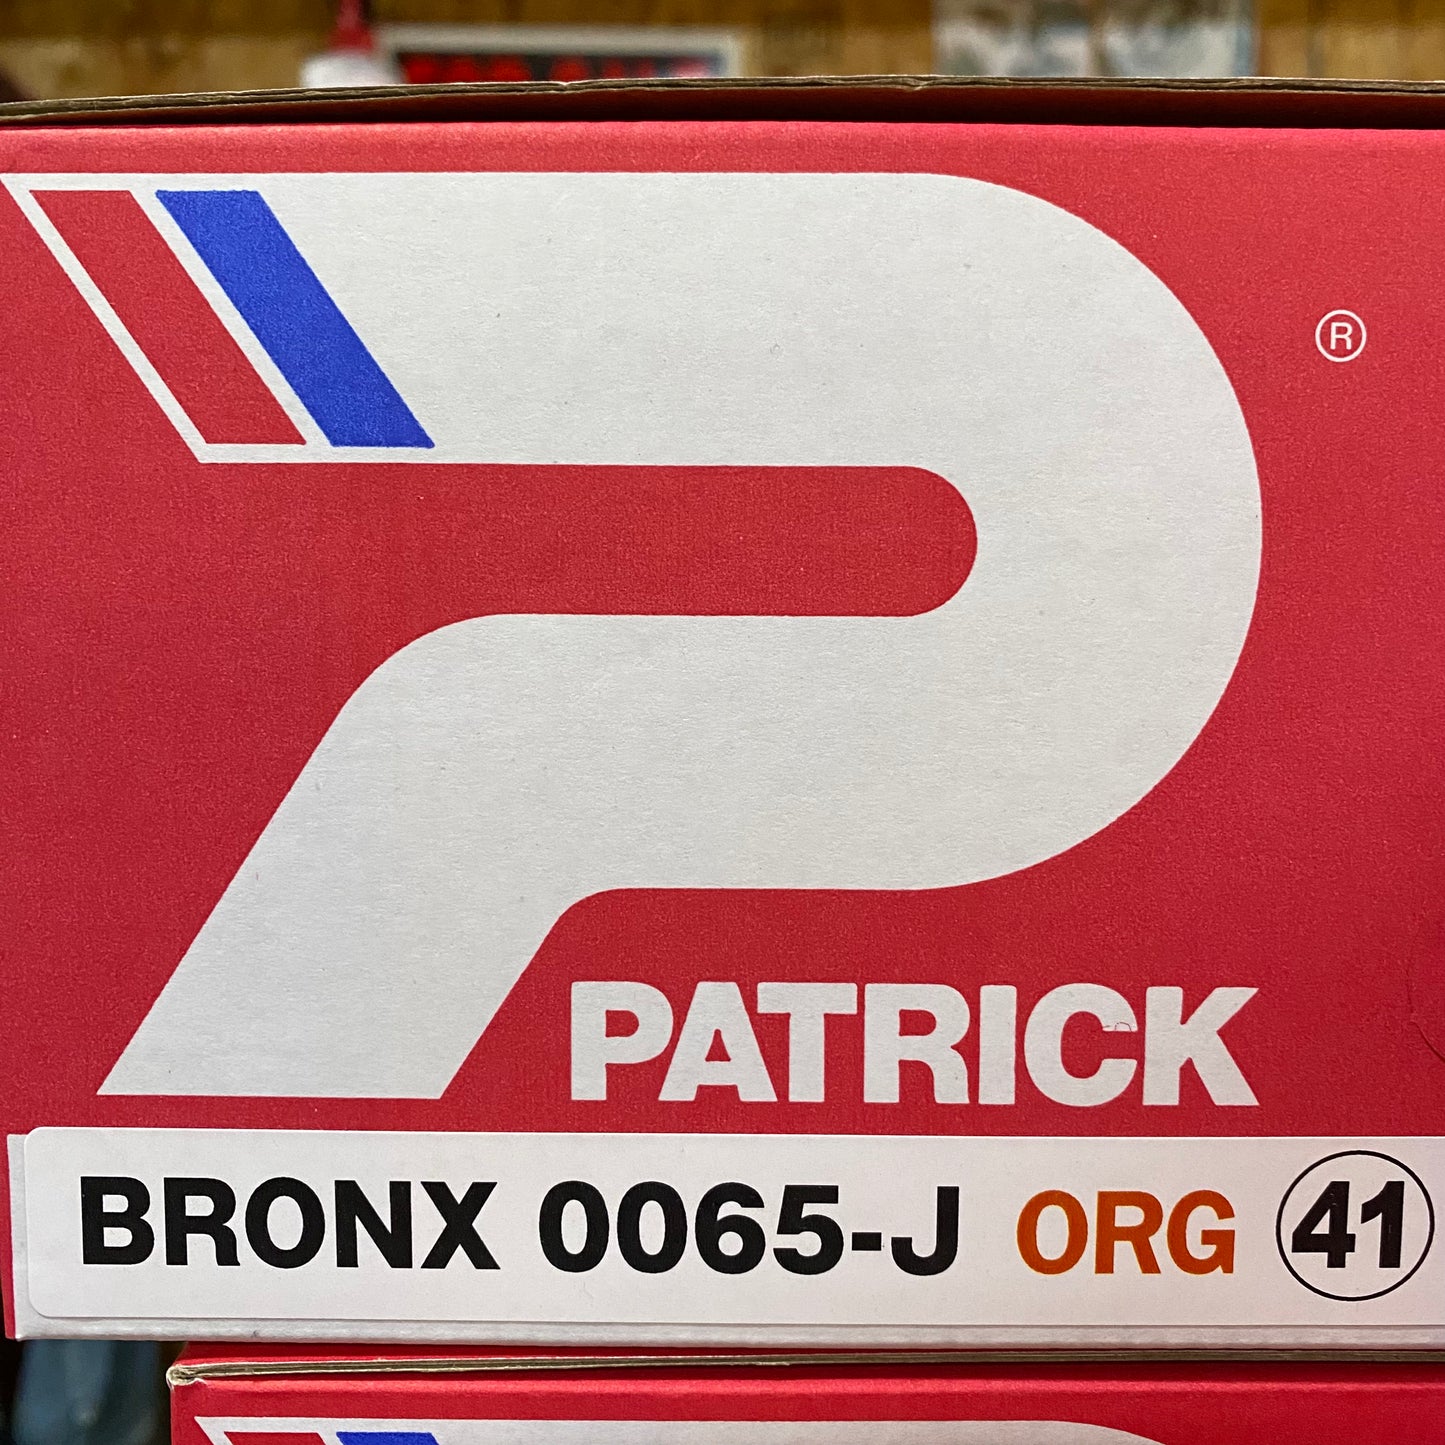 ®
PATRICK
BRONX 0065-J ORG 41